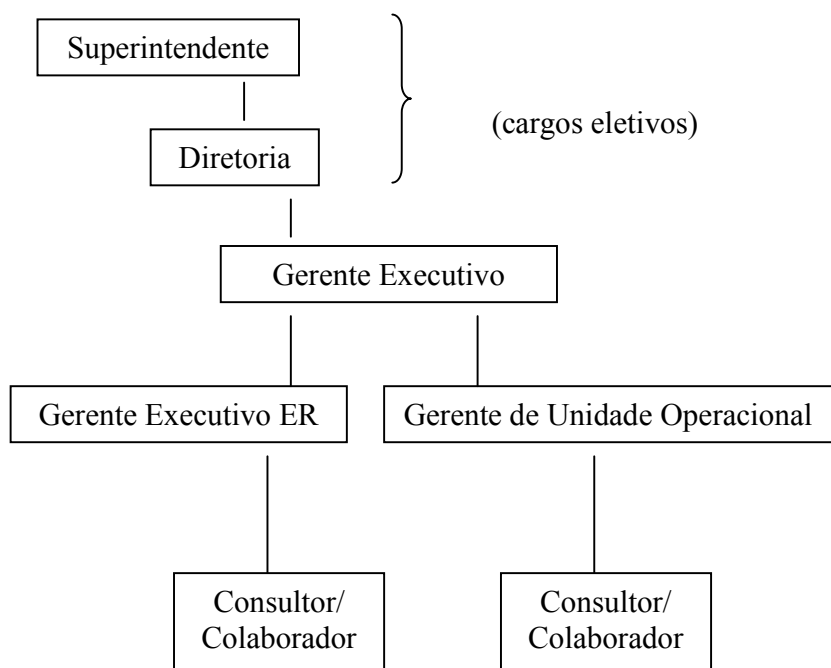 Superintendente
(cargos eletivos)
Diretoria
Gerente Executivo
Gerente Executivo ER
Gerente de Unidade Operacional
Consultor/
Colaborador
Consultor/
Colaborador